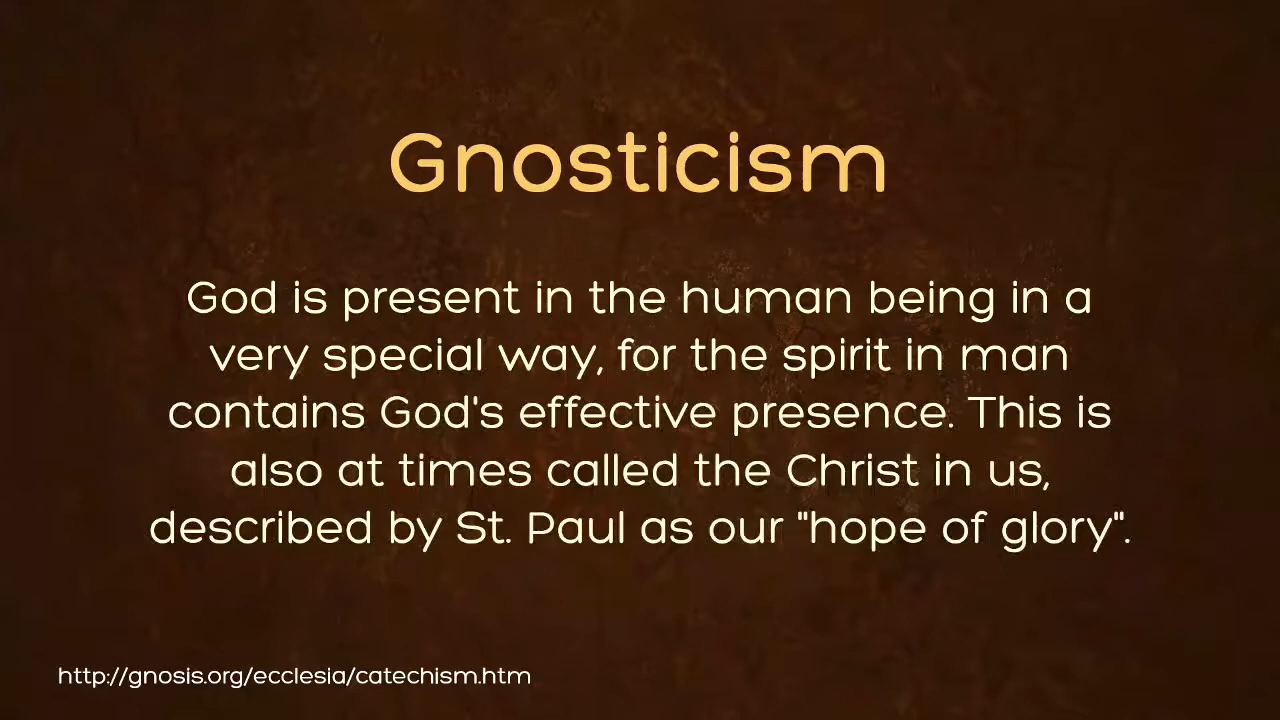 Gnosticism
God is present in the human being in a
very special way, for the spirit in man
contains God's effective presence. This is
also at times called the Christ in us,
described by St. Paul as our "hope of glory".
http://gnosis.org/ecclesia/catechism.htm